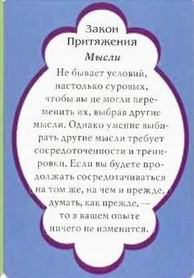 Закон
Притяжения
Мысли
Не бывает условий,
настолько суровых,
чтобы вы не могли пере-
менить их, выбрав другие
мысли. Однако умение выби-
рать другие мысли требует
сосредоточенности и трени-
ровки. Если вы будете про-
должать сосредотачиваться
на том же, на чем и прежде,
думать, как прежде, —
то в вашем опыте
ничего не изменится.